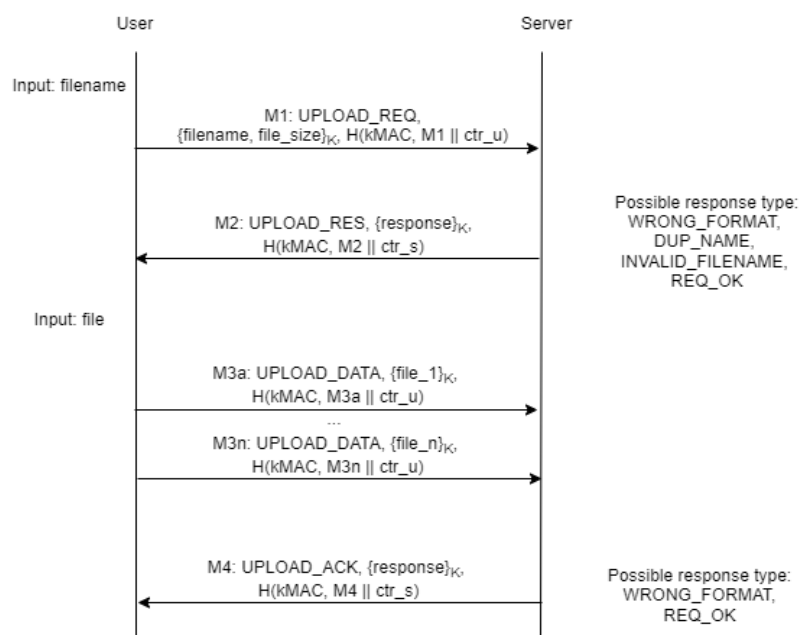 User
Server
Input: filename
M1: UPLOAD_REQ,
{filename, file_size}K, H(kMAC, M1 || ctr_u)
M2: UPLOAD_RES, {response}K,
H(kMAC, M2 || ctr_s)
Possible response type:
WRONG_FORMAT,
DUP_NAME,
INVALID_FILENAME,
REQ_OK
Input: file
M3a: UPLOAD_DATA, {file_1}K,
H(kMAC, M3a || ctr_u)
...
M3n: UPLOAD_DATA, {file_n}K,
H(kMAC, M3n || ctr_u)
M4: UPLOAD_ACK, {response}K,
H(kMAC, M4 || ctr_s)
Possible response type:
WRONG_FORMAT,
REQ_OK